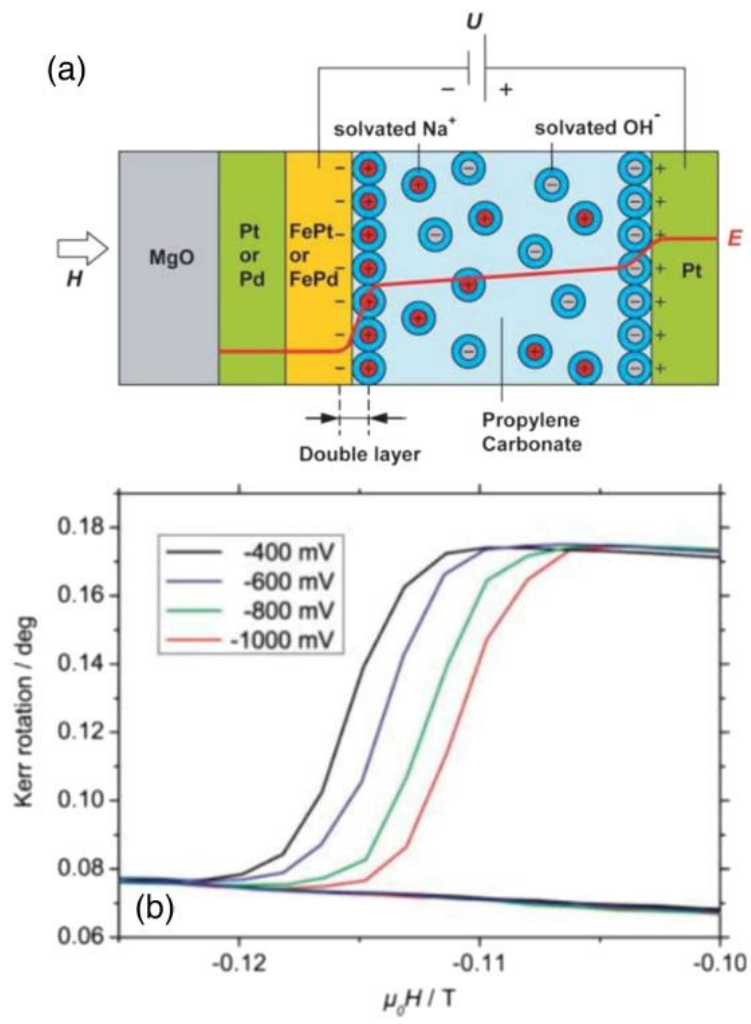 (a)
U
− +
solvated Na+
solvated OH−
H
MgO
Pt
or
Pd
FePt
or
FePd
Pt
E
Propylene
Carbonate
Double layer
0.18
0.16
0.14
0.12
0.10
0.08
0.06
Kerr rotation / deg
-400 mV
-600 mV
-800 mV
-1000 mV
(b)
-0.12
-0.11
-0.10
μ0H / T